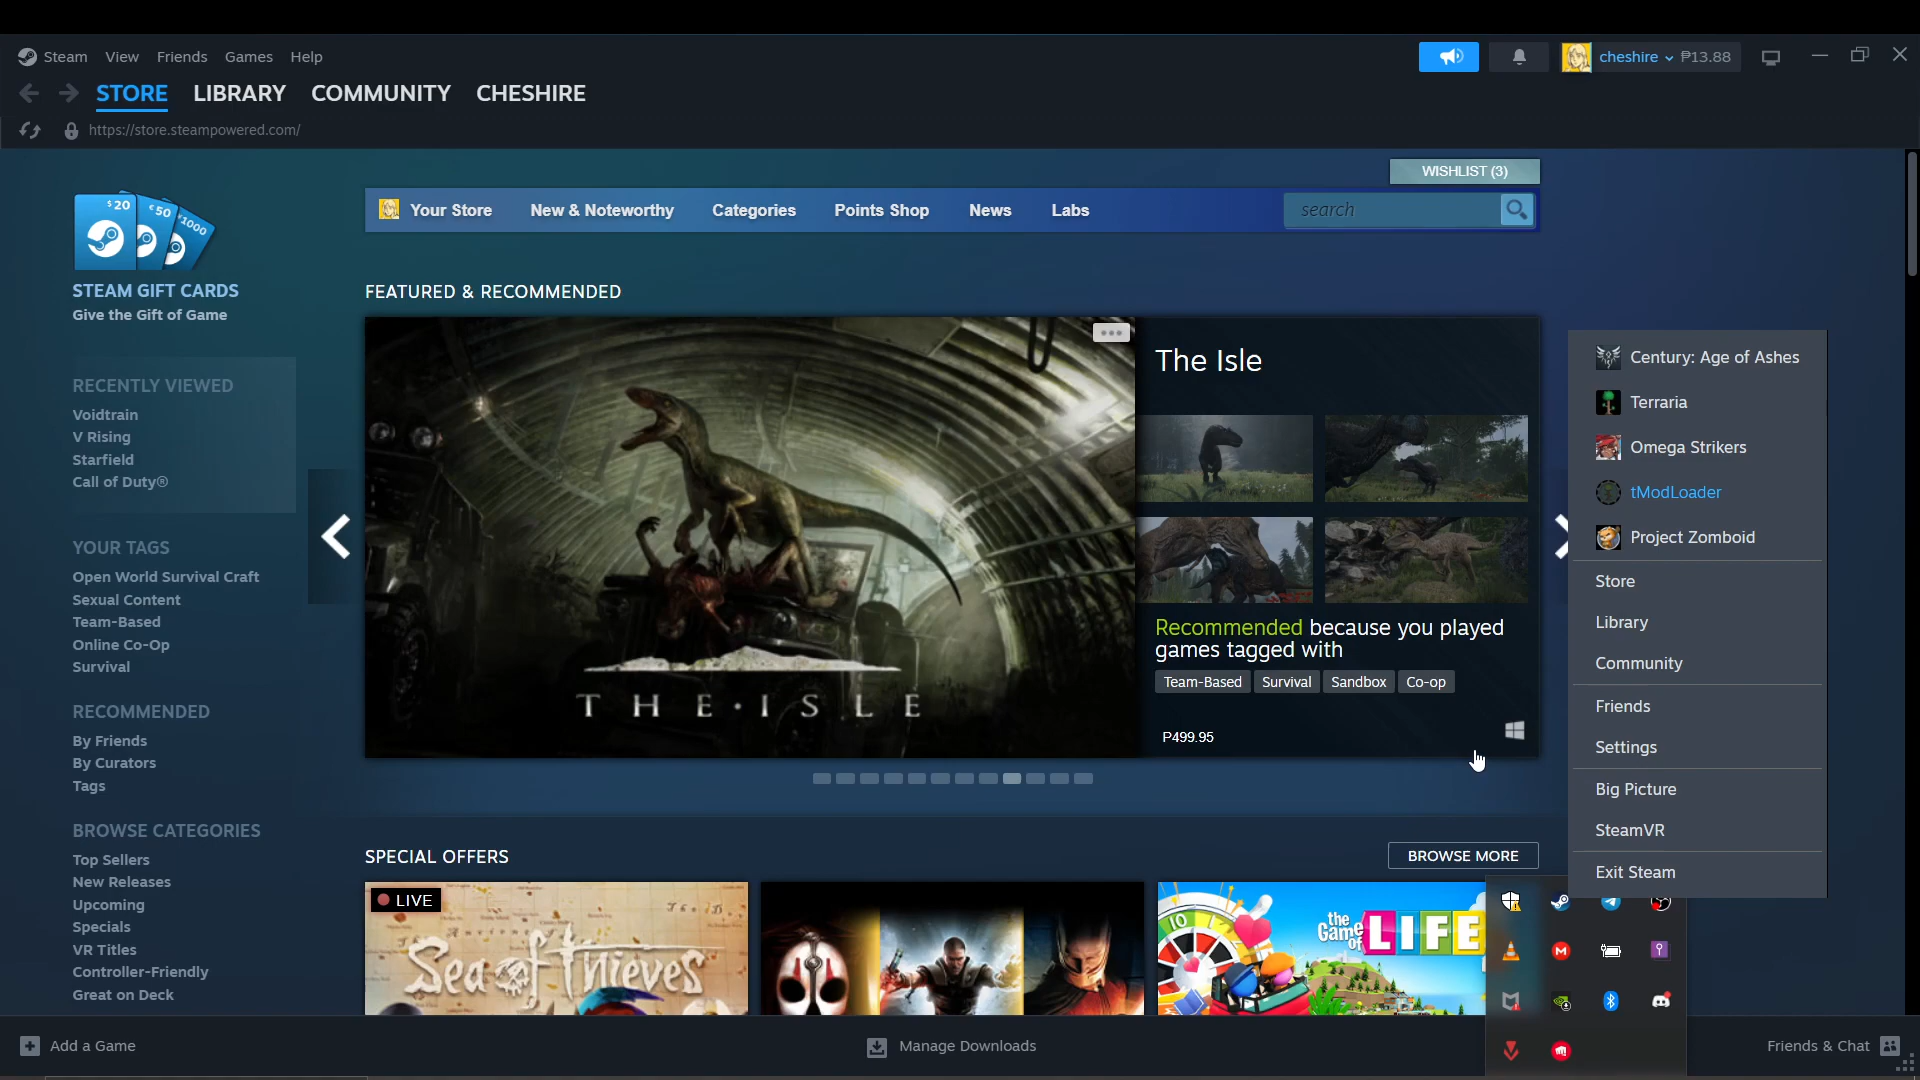 Steam View Friends Games Help
cheshire ₱13.88
STORE LIBRARY COMMUNITY CHESHIRE
https://store.steampowered.com/
WISHLIST (3)
$20 €50 ¥1000
Your Store New & Noteworthy Categories Points Shop News Labs
search
STEAM GIFT CARDS
Give the Gift of Game
RECENTLY VIEWED
Voidtrain
V Rising
Starfield
Call of Duty®
YOUR TAGS
Open World Survival Craft
Sexual Content
Team-Based
Online Co-Op
Survival
RECOMMENDED
By Friends
By Curators
Tags
BROWSE CATEGORIES
Top Sellers
New Releases
Upcoming
Specials
VR Titles
Controller-Friendly
Great on Deck
FEATURED & RECOMMENDED
THE·ISLE
The Isle
Recommended because you played
games tagged with
Team-Based Survival Sandbox Co-op
P499.95
SPECIAL OFFERS
BROWSE MORE
LIVE
Sea of Thieves
the Game of LIFE
Century: Age of Ashes
Terraria
Omega Strikers
tModLoader
Project Zomboid
Store
Library
Community
Friends
Settings
Big Picture
SteamVR
Exit Steam
Add a Game
Manage Downloads
Friends & Chat